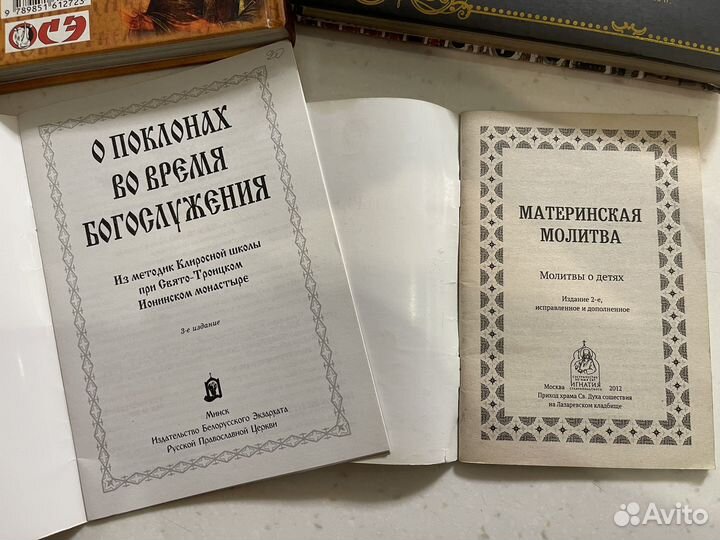 9 789851 612723
30
О ПОКЛОНАХ
ВО ВРЕМЯ
БОГОСЛУЖЕНИЯ
Из методик Клиросной школы
при Свято-Троицком
Ионинском монастыре
3-е издание
Минск
Издательство Белорусского Экзархата
Русской Православной Церкви
МАТЕРИНСКАЯ
МОЛИТВА
Молитвы о детях
Издание 2-е,
исправленное и дополненное
ИГНАТИЯ
Москва 2012
Приход храма Св. Духа сошествия
на Лазаревском кладбище
Avito